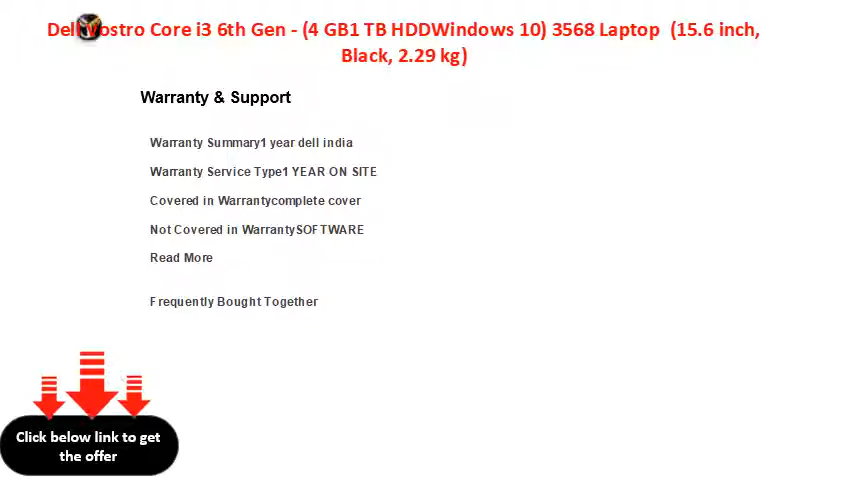 Dell Vostro Core i3 6th Gen - (4 GB1 TB HDDWindows 10) 3568 Laptop (15.6 inch,
Black, 2.29 kg)
Warranty & Support
Warranty Summary1 year dell india
Warranty Service Type1 YEAR ON SITE
Covered in Warrantycomplete cover
Not Covered in WarrantySOFTWARE
Read More
Frequently Bought Together
Click below link to get
the offer